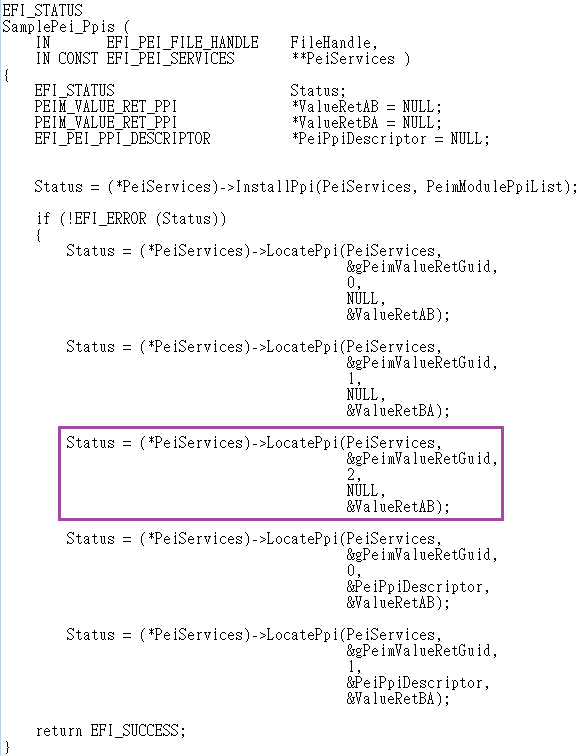 EFI_STATUS
SamplePei_Ppis (
    IN       EFI_PEI_FILE_HANDLE    FileHandle,
    IN CONST EFI_PEI_SERVICES       **PeiServices )
{
    EFI_STATUS                      Status;
    PEIM_VALUE_RET_PPI              *ValueRetAB = NULL;
    PEIM_VALUE_RET_PPI              *ValueRetBA = NULL;
    EFI_PEI_PPI_DESCRIPTOR          *PeiPpiDescriptor = NULL;
    Status = (*PeiServices)->InstallPpi(PeiServices, PeimModulePpiList);
    if (!EFI_ERROR (Status))
    {
        Status = (*PeiServices)->LocatePpi(PeiServices,
                                           &gPeimValueRetGuid,
                                           0,
                                           NULL,
                                           &ValueRetAB);
        Status = (*PeiServices)->LocatePpi(PeiServices,
                                           &gPeimValueRetGuid,
                                           1,
                                           NULL,
                                           &ValueRetBA);
        Status = (*PeiServices)->LocatePpi(PeiServices,
                                           &gPeimValueRetGuid,
                                           2,
                                           NULL,
                                           &ValueRetAB);
        Status = (*PeiServices)->LocatePpi(PeiServices,
                                           &gPeimValueRetGuid,
                                           0,
                                           &PeiPpiDescriptor,
                                           &ValueRetAB);
        Status = (*PeiServices)->LocatePpi(PeiServices,
                                           &gPeimValueRetGuid,
                                           1,
                                           &PeiPpiDescriptor,
                                           &ValueRetBA);
    return EFI_SUCCESS;
}